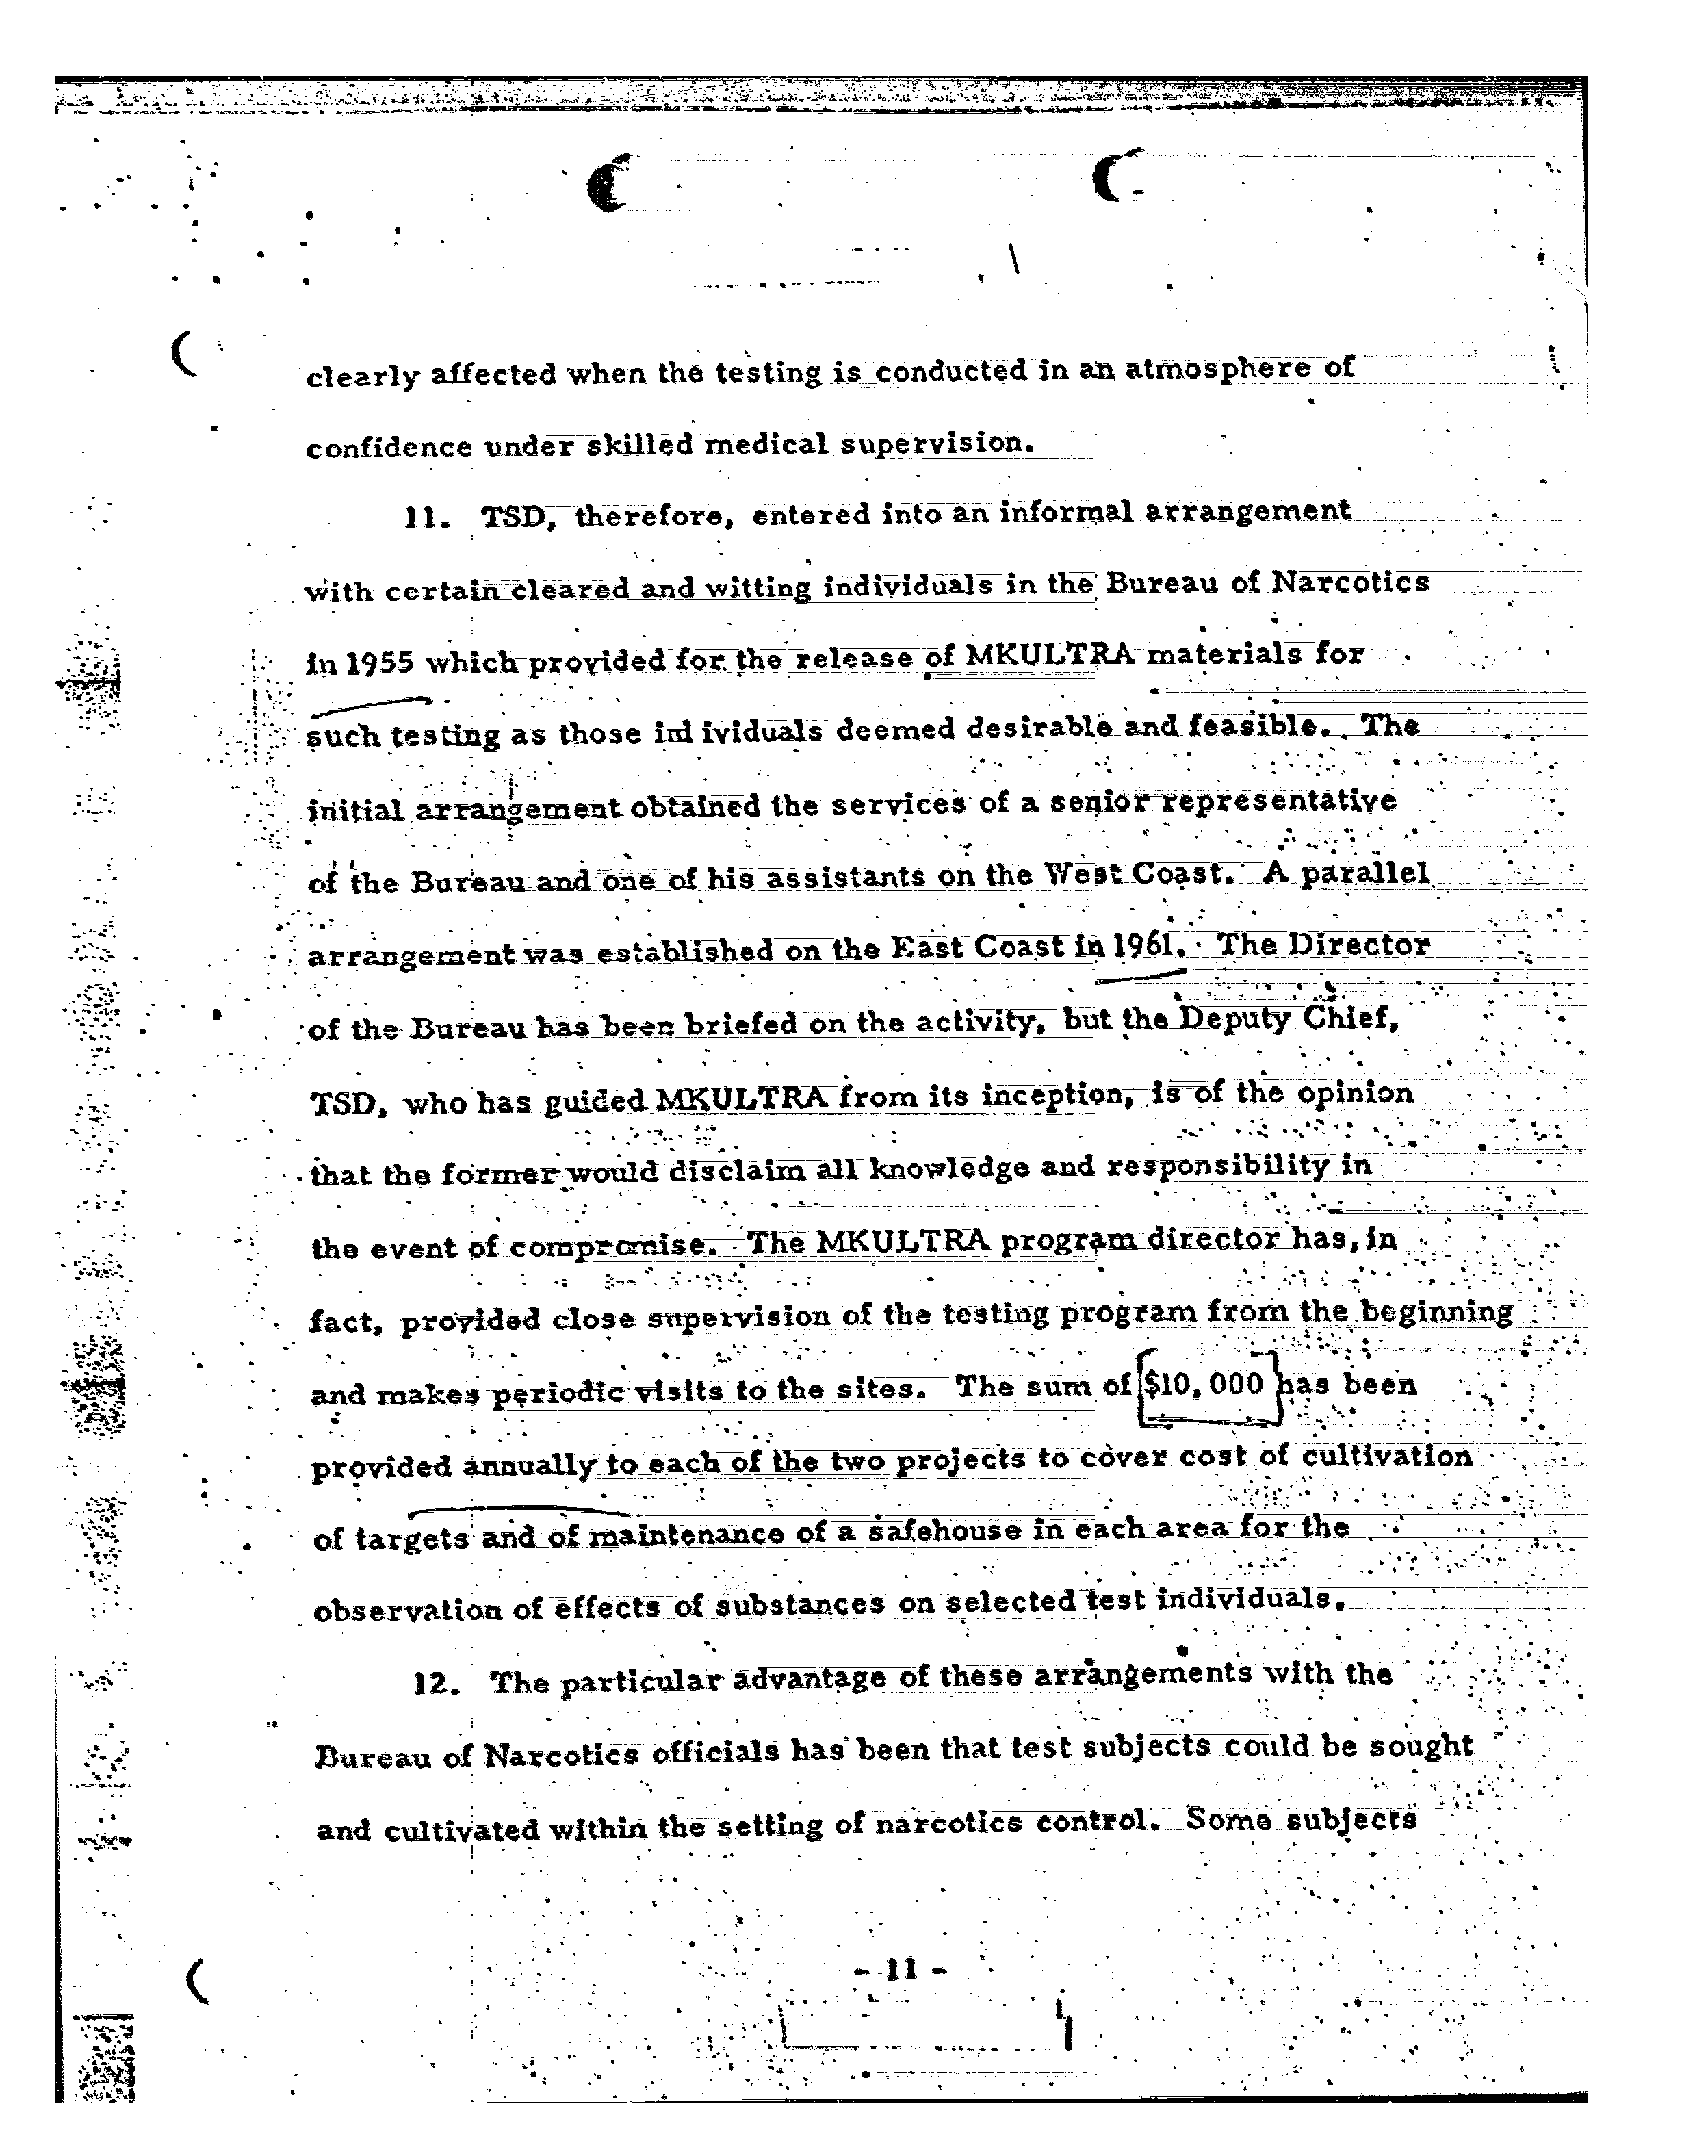 clearly affected when the testing is conducted in an atmosphere of
confidence under skilled medical supervision.
11. TSD, therefore, entered into an informal arrangement
with certain cleared and witting individuals in the Bureau of Narcotics
in 1955 which provided for the release of MKULTRA materials for
such testing as those individuals deemed desirable and feasible. The
initial arrangement obtained the services of a senior representative
of the Bureau and one of his assistants on the West Coast. A parallel
arrangement was established on the East Coast in 1961. The Director
of the Bureau has been briefed on the activity, but the Deputy Chief,
TSD, who has guided MKULTRA from its inception, is of the opinion
that the former would disclaim all knowledge and responsibility in
the event of compromise. The MKULTRA program director has, in
fact, provided close supervision of the testing program from the beginning
and makes periodic visits to the sites. The sum of $10,000 has been
provided annually to each of the two projects to cover cost of cultivation
of targets and of maintenance of a safehouse in each area for the
observation of effects of substances on selected test individuals.
12. The particular advantage of these arrangements with the
Bureau of Narcotics officials has been that test subjects could be sought
and cultivated within the setting of narcotics control. Some subjects
- 11 -